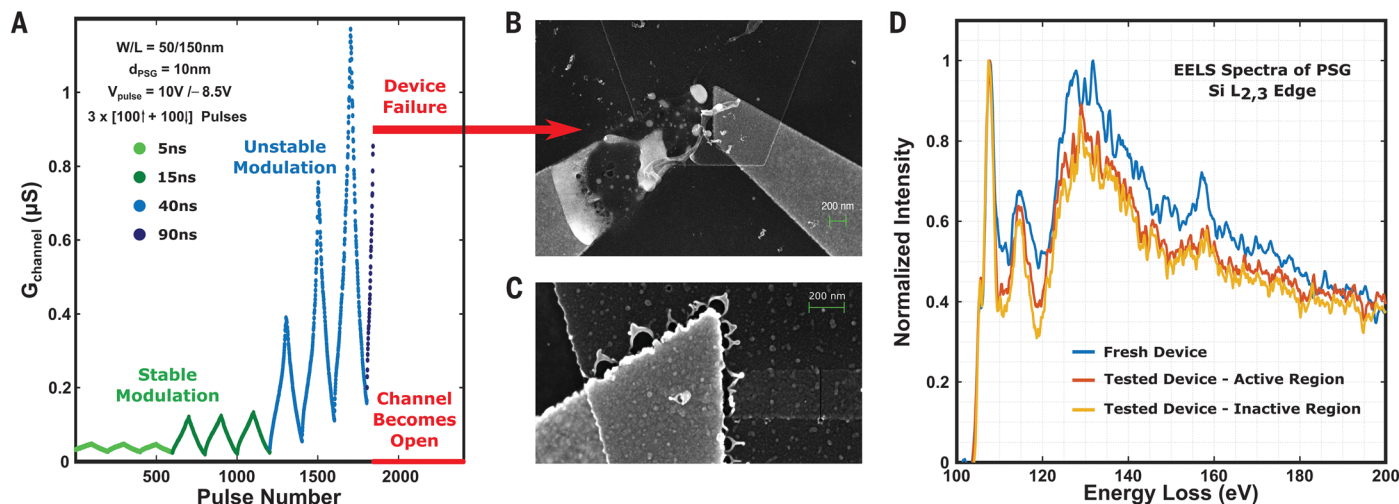 A
W/L = 50/150nm
d_PSG = 10nm
V_pulse = 10V /– 8.5V
3 x [100↑ + 100↓] Pulses
5ns
15ns
40ns
90ns
Unstable
Modulation
Device
Failure
Stable
Modulation
Channel
Becomes
Open
G_channel (µS)
1
0.8
0.6
0.4
0.2
0
500
1000
1500
2000
Pulse Number
B
200 nm
C
200 nm
D
EELS Spectra of PSG
Si L_2,3 Edge
Normalized Intensity
1
0.8
0.6
0.4
0.2
0
Fresh Device
Tested Device - Active Region
Tested Device - Inactive Region
100
120
140
160
180
200
Energy Loss (eV)